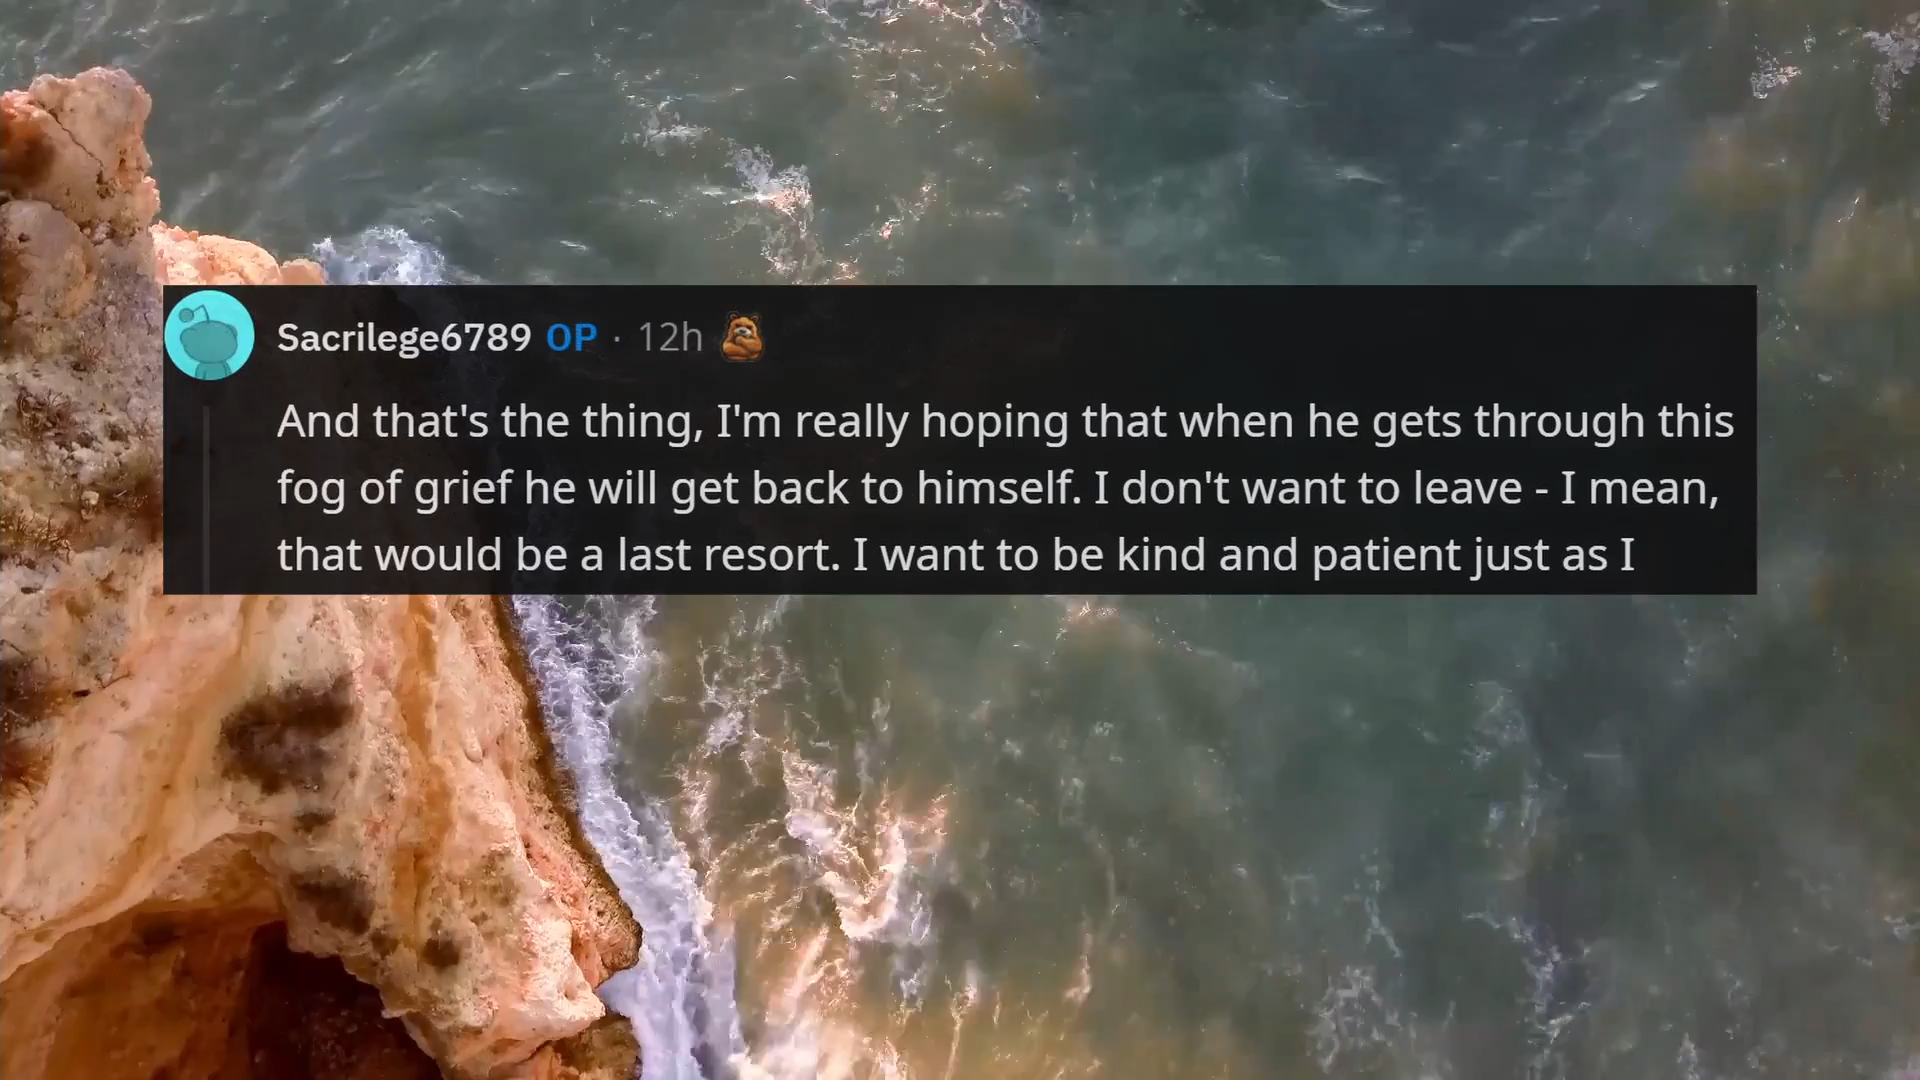 Sacrilege6789 OP · 12h
And that's the thing, I'm really hoping that when he gets through this
fog of grief he will get back to himself. I don't want to leave - I mean,
that would be a last resort. I want to be kind and patient just as I